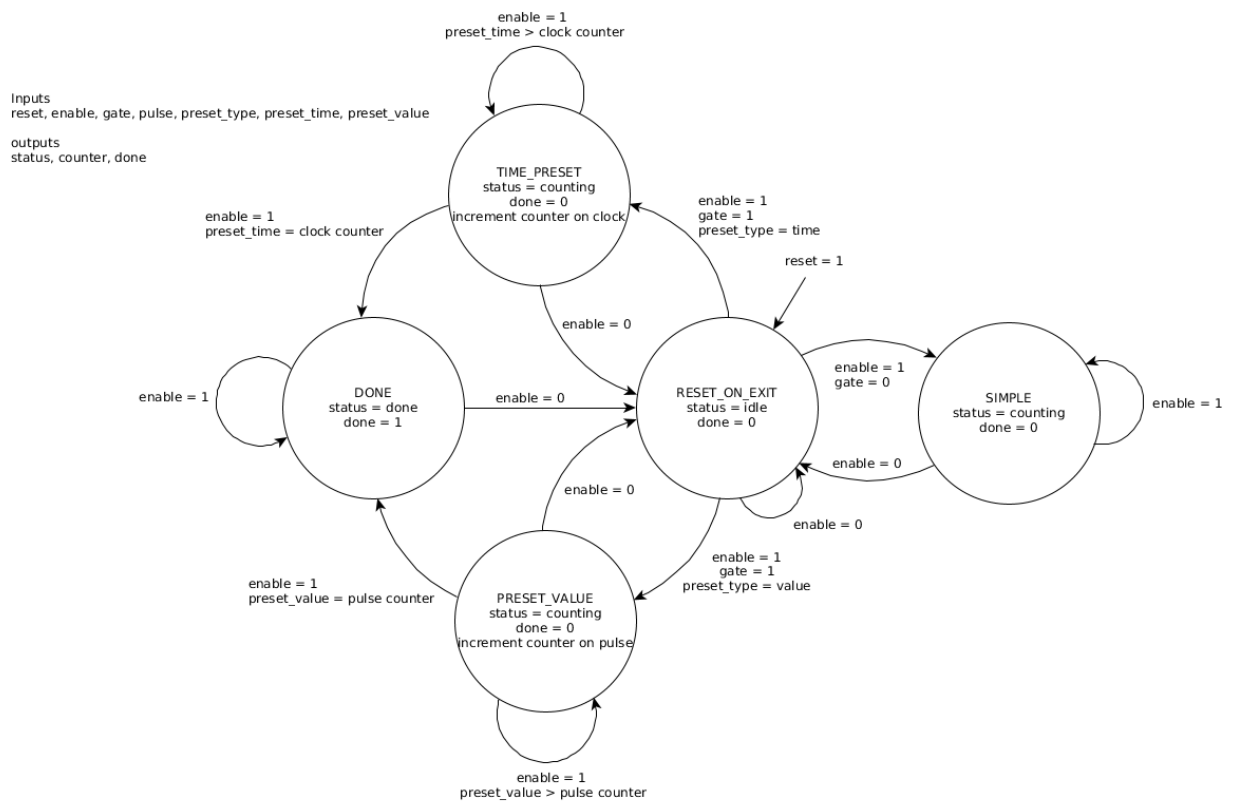 enable = 1
preset_time > clock counter
Inputs
reset, enable, gate, pulse, preset_type, preset_time, preset_value
outputs
status, counter, done
TIME_PRESET
status = counting
done = 0
increment counter on clock
enable = 1
preset_time = clock counter
enable = 1
gate = 1
preset_type = time
reset = 1
enable = 0
enable = 1
gate = 0
enable = 1
DONE
status = done
done = 1
enable = 0
RESET_ON_EXIT
status = idle
done = 0
SIMPLE
status = counting
done = 0
enable = 1
enable = 0
enable = 0
enable = 0
enable = 1
gate = 1
preset_type = value
enable = 1
preset_value = pulse counter
PRESET_VALUE
status = counting
done = 0
increment counter on pulse
enable = 1
preset_value > pulse counter